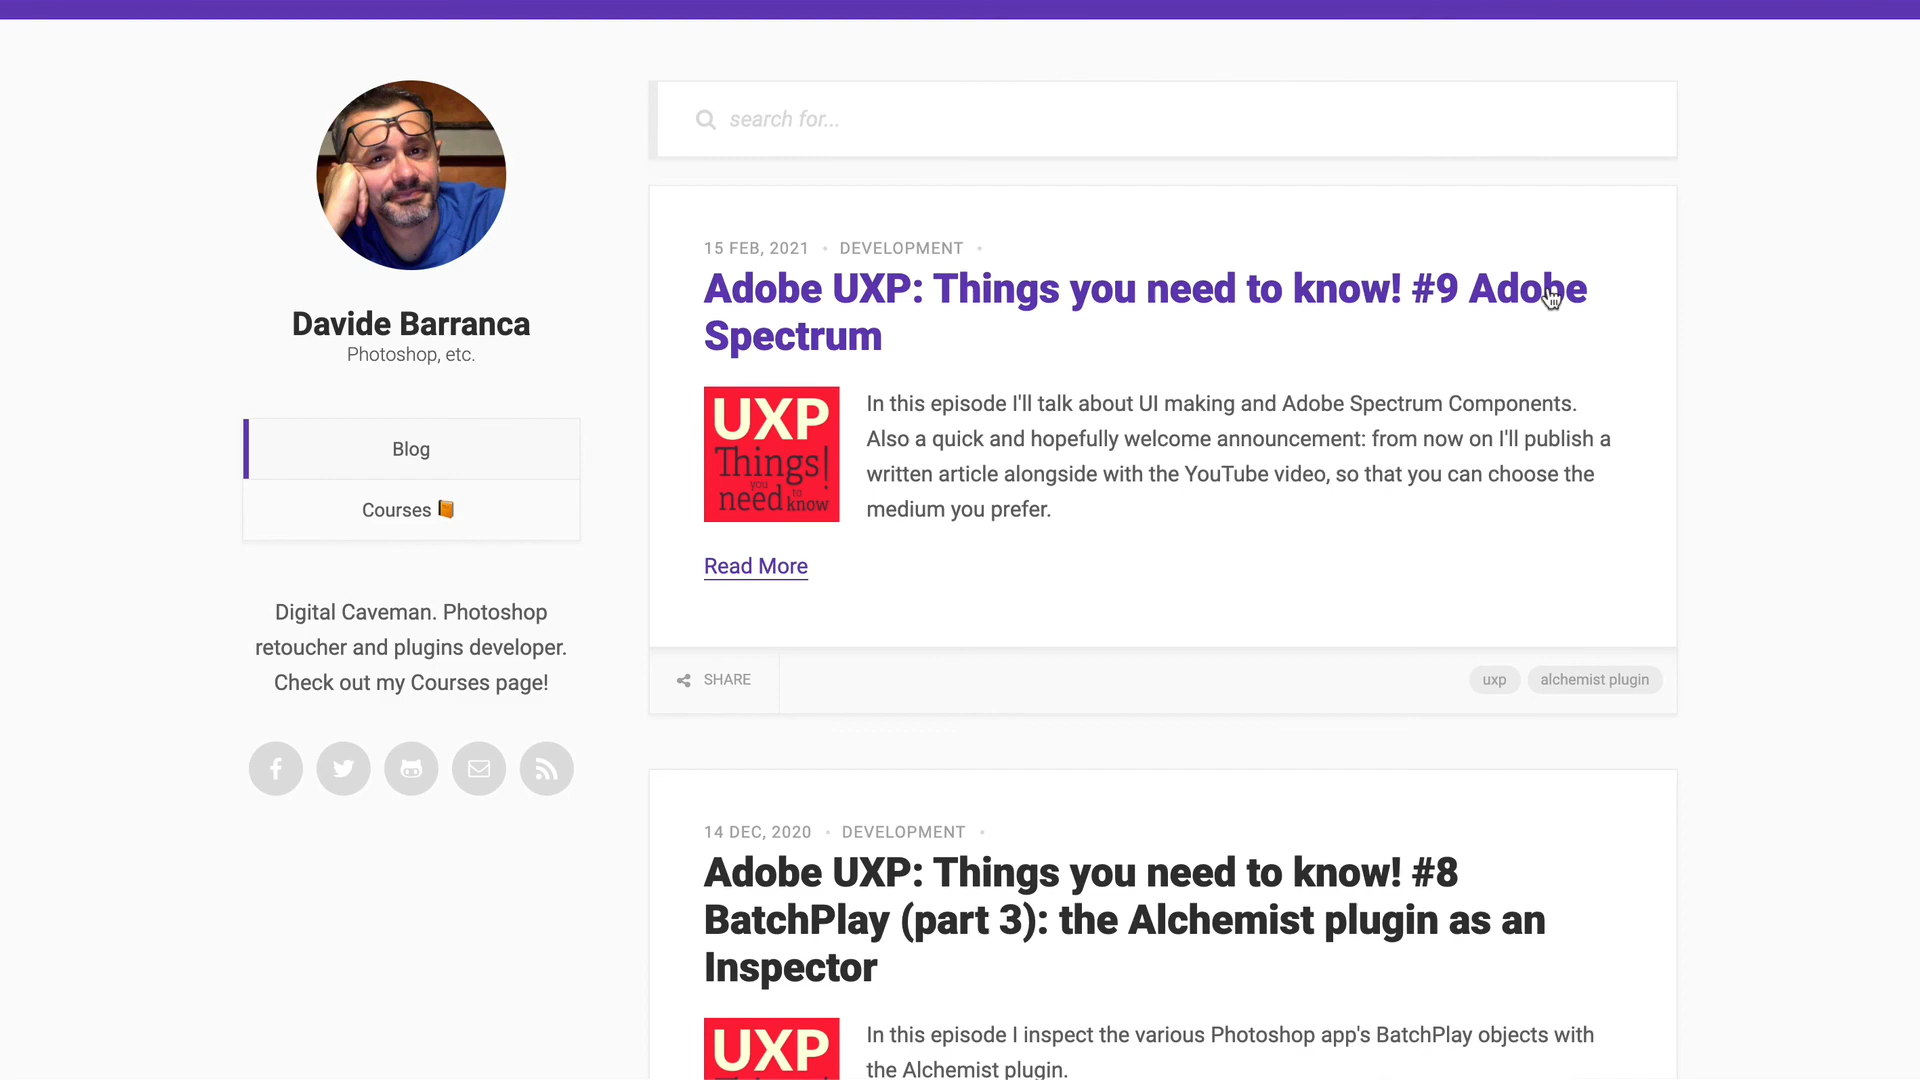 Davide Barranca
Photoshop, etc.
Blog
Courses
Digital Caveman. Photoshop
retoucher and plugins developer.
Check out my Courses page!
search for...
15 FEB, 2021 • DEVELOPMENT •
Adobe UXP: Things you need to know! #9 Adobe
Spectrum
UXP
Things!
you
need to know
In this episode I'll talk about UI making and Adobe Spectrum Components.
Also a quick and hopefully welcome announcement: from now on I'll publish a
written article alongside with the YouTube video, so that you can choose the
medium you prefer.
Read More
SHARE
uxp
alchemist plugin
14 DEC, 2020 • DEVELOPMENT •
Adobe UXP: Things you need to know! #8
BatchPlay (part 3): the Alchemist plugin as an
Inspector
UXP
Things!
In this episode I inspect the various Photoshop app's BatchPlay objects with
the Alchemist plugin.